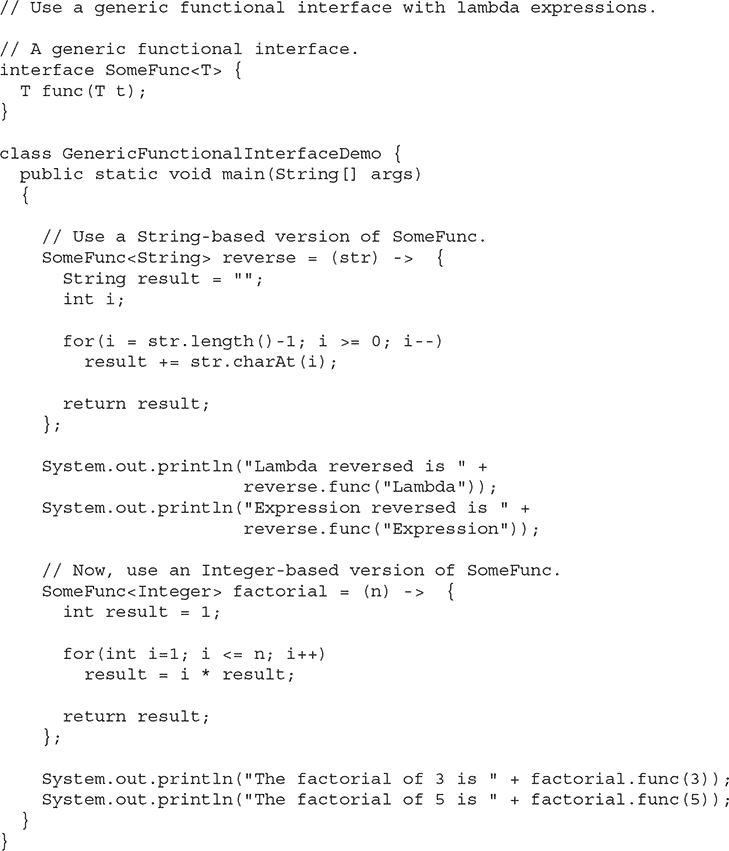 // Use a generic functional interface with lambda expressions.

// A generic functional interface.
interface SomeFunc<T> {
  T func(T t);
}

class GenericFunctionalInterfaceDemo {
  public static void main(String[] args)
  {

    // Use a String-based version of SomeFunc.
    SomeFunc<String> reverse = (str) ->  {
      String result = "";
      int i;

      for(i = str.length()-1; i >= 0; i--)
        result += str.charAt(i);

      return result;
    };

    System.out.println("Lambda reversed is " +
                       reverse.func("Lambda"));
    System.out.println("Expression reversed is " +
                       reverse.func("Expression"));

    // Now, use an Integer-based version of SomeFunc.
    SomeFunc<Integer> factorial = (n) ->  {
      int result = 1;

      for(int i=1; i <= n; i++)
        result = i * result;

      return result;
    };

    System.out.println("The factorial of 3 is " + factorial.func(3));
    System.out.println("The factorial of 5 is " + factorial.func(5));
  }
}